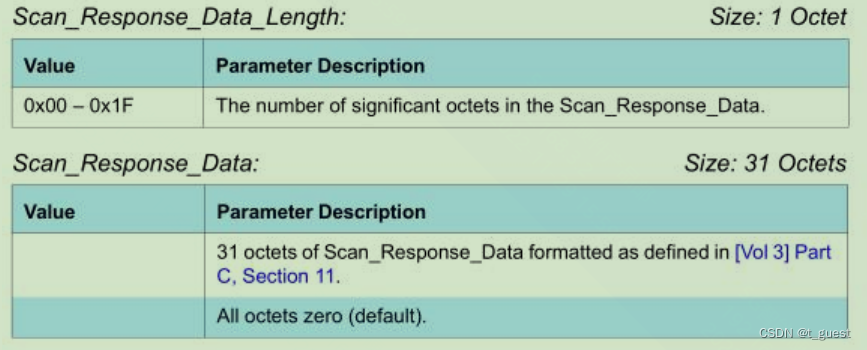 Scan_Response_Data_Length: Size: 1 Octet
Value Parameter Description
0x00 – 0x1F The number of significant octets in the Scan_Response_Data.
Scan_Response_Data: Size: 31 Octets
Value Parameter Description
31 octets of Scan_Response_Data formatted as defined in [Vol 3] Part
C, Section 11.
All octets zero (default).
CSDN @t_guest